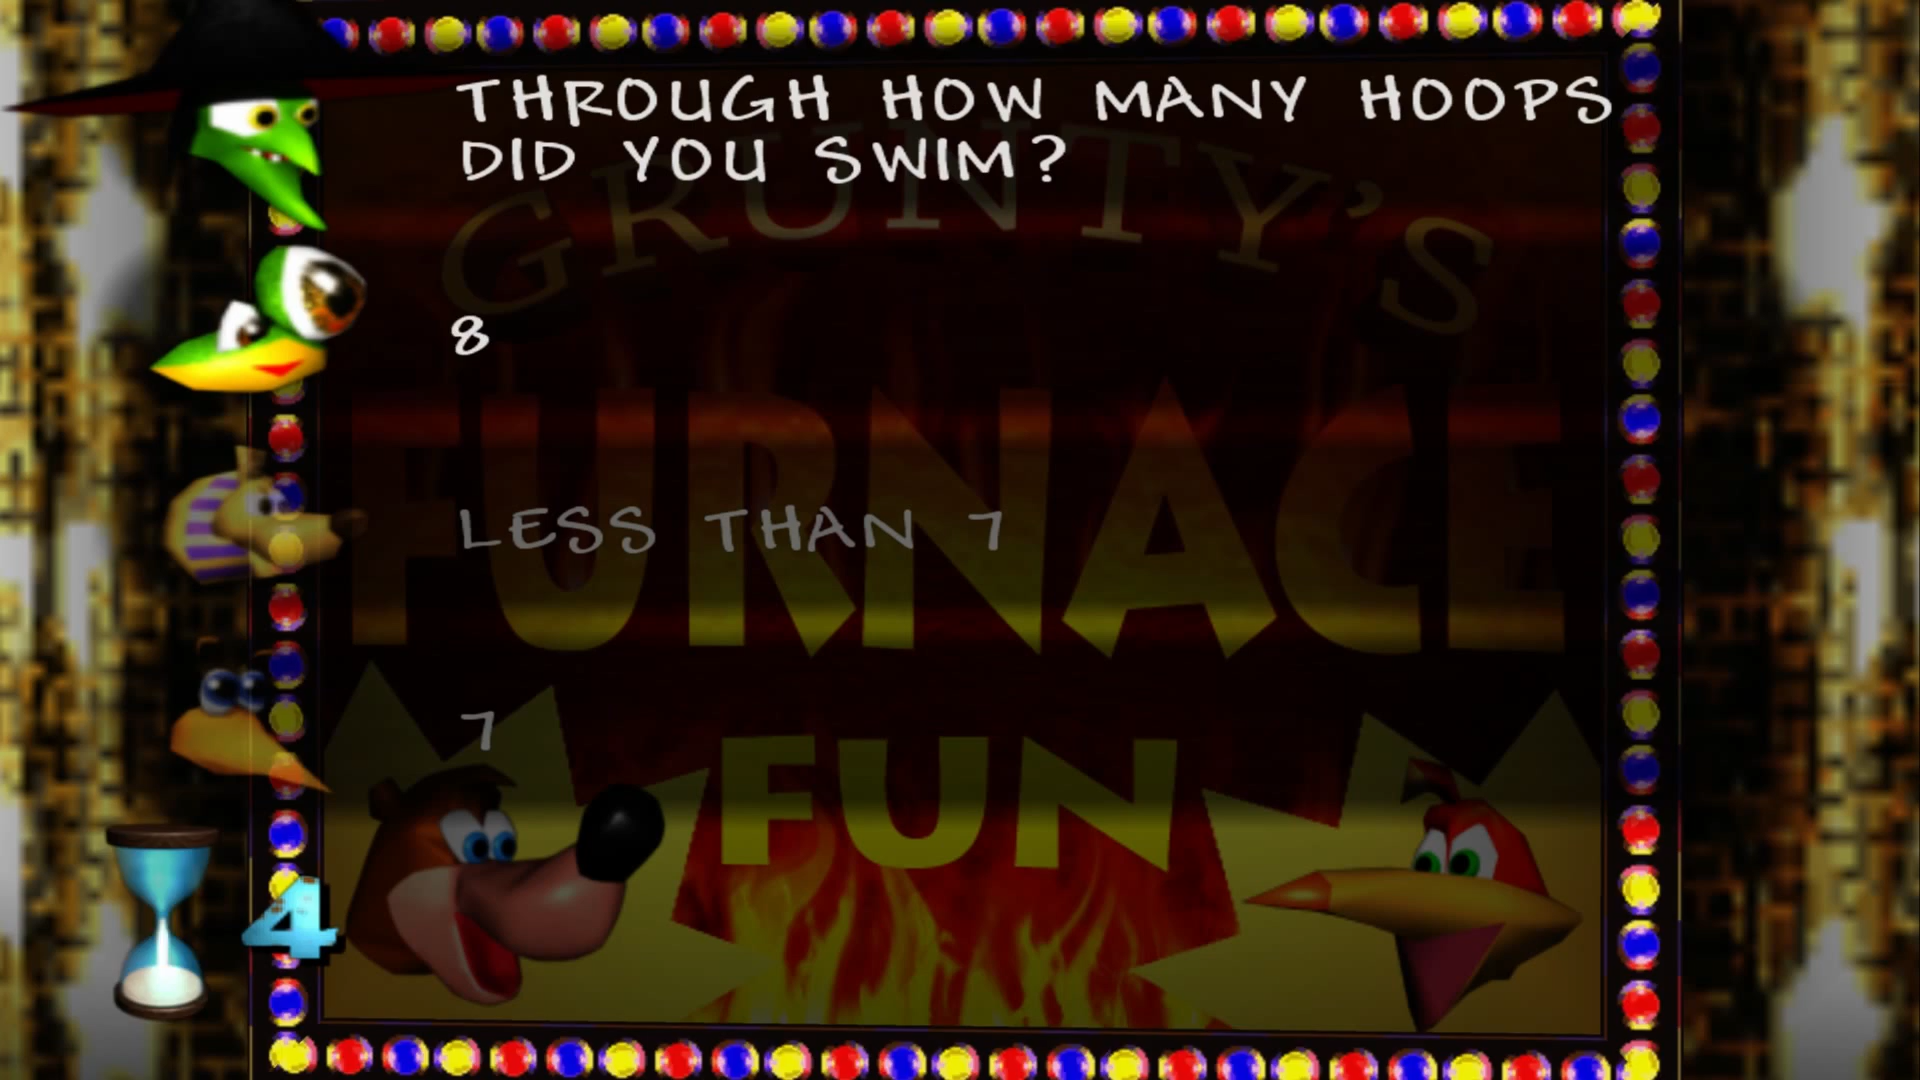 THROUGH HOW MANY HOOPS
DID YOU SWIM?
GRUNTY'S
8
FURNACE
LESS THAN 7
7
FUN
4